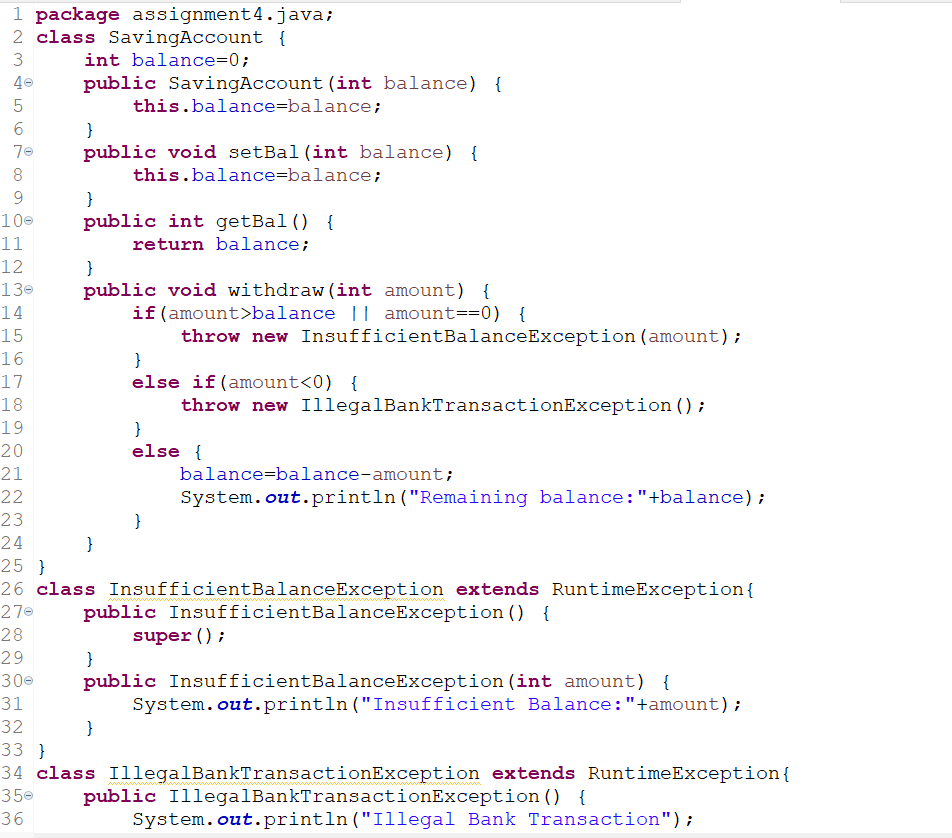 1 package assignment4.java;
2 class SavingAccount {
3     int balance=0;
4     public SavingAccount(int balance) {
5         this.balance=balance;
6     }
7     public void setBal(int balance) {
8         this.balance=balance;
9     }
10     public int getBal() {
11         return balance;
12     }
13     public void withdraw(int amount) {
14         if(amount>balance || amount==0) {
15             throw new InsufficientBalanceException(amount);
16         }
17         else if(amount<0) {
18             throw new IllegalBankTransactionException();
19         }
20         else {
21             balance=balance-amount;
22             System.out.println("Remaining balance:"+balance);
23         }
24     }
25 }
26 class InsufficientBalanceException extends RuntimeException{
27     public InsufficientBalanceException() {
28         super();
29     }
30     public InsufficientBalanceException(int amount) {
31         System.out.println("Insufficient Balance:"+amount);
32     }
33 }
34 class IllegalBankTransactionException extends RuntimeException{
35     public IllegalBankTransactionException() {
36         System.out.println("Illegal Bank Transaction");